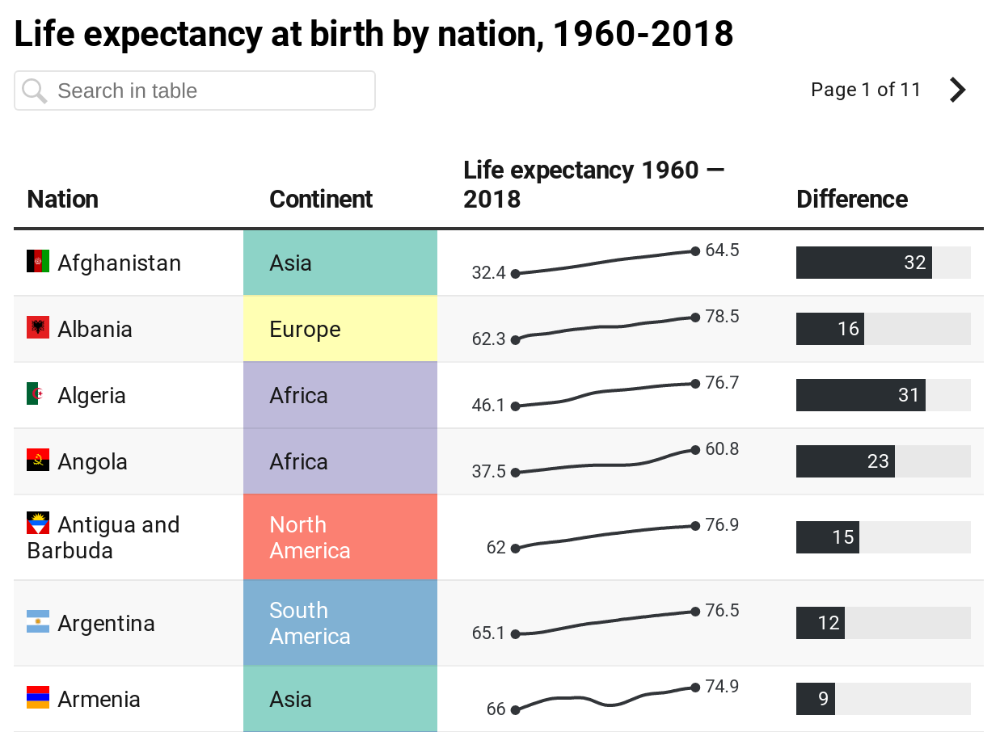 Life expectancy at birth by nation, 1960-2018
Search in table
Page 1 of 11
Life expectancy 1960 —
Nation Continent 2018 Difference
Afghanistan Asia 32.4 64.5 32
Albania Europe 62.3 78.5 16
Algeria Africa 46.1 76.7 31
Angola Africa 37.5 60.8 23
Antigua and
Barbuda
North
America
62 76.9 15
Argentina
South
America
65.1 76.5 12
Armenia Asia 66 74.9 9